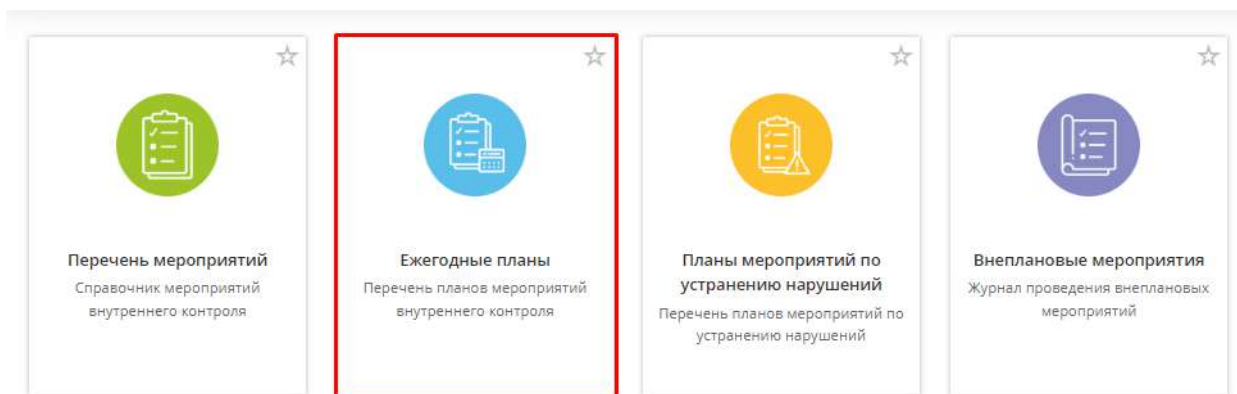 Перечень мероприятий
Справочник мероприятий
внутреннего контроля
Ежегодные планы
Перечень планов мероприятий
внутреннего контроля
Планы мероприятий по
устранению нарушений
Перечень планов мероприятий по
устранению нарушений
Внеплановые мероприятия
Журнал проведения внеплановых
мероприятий